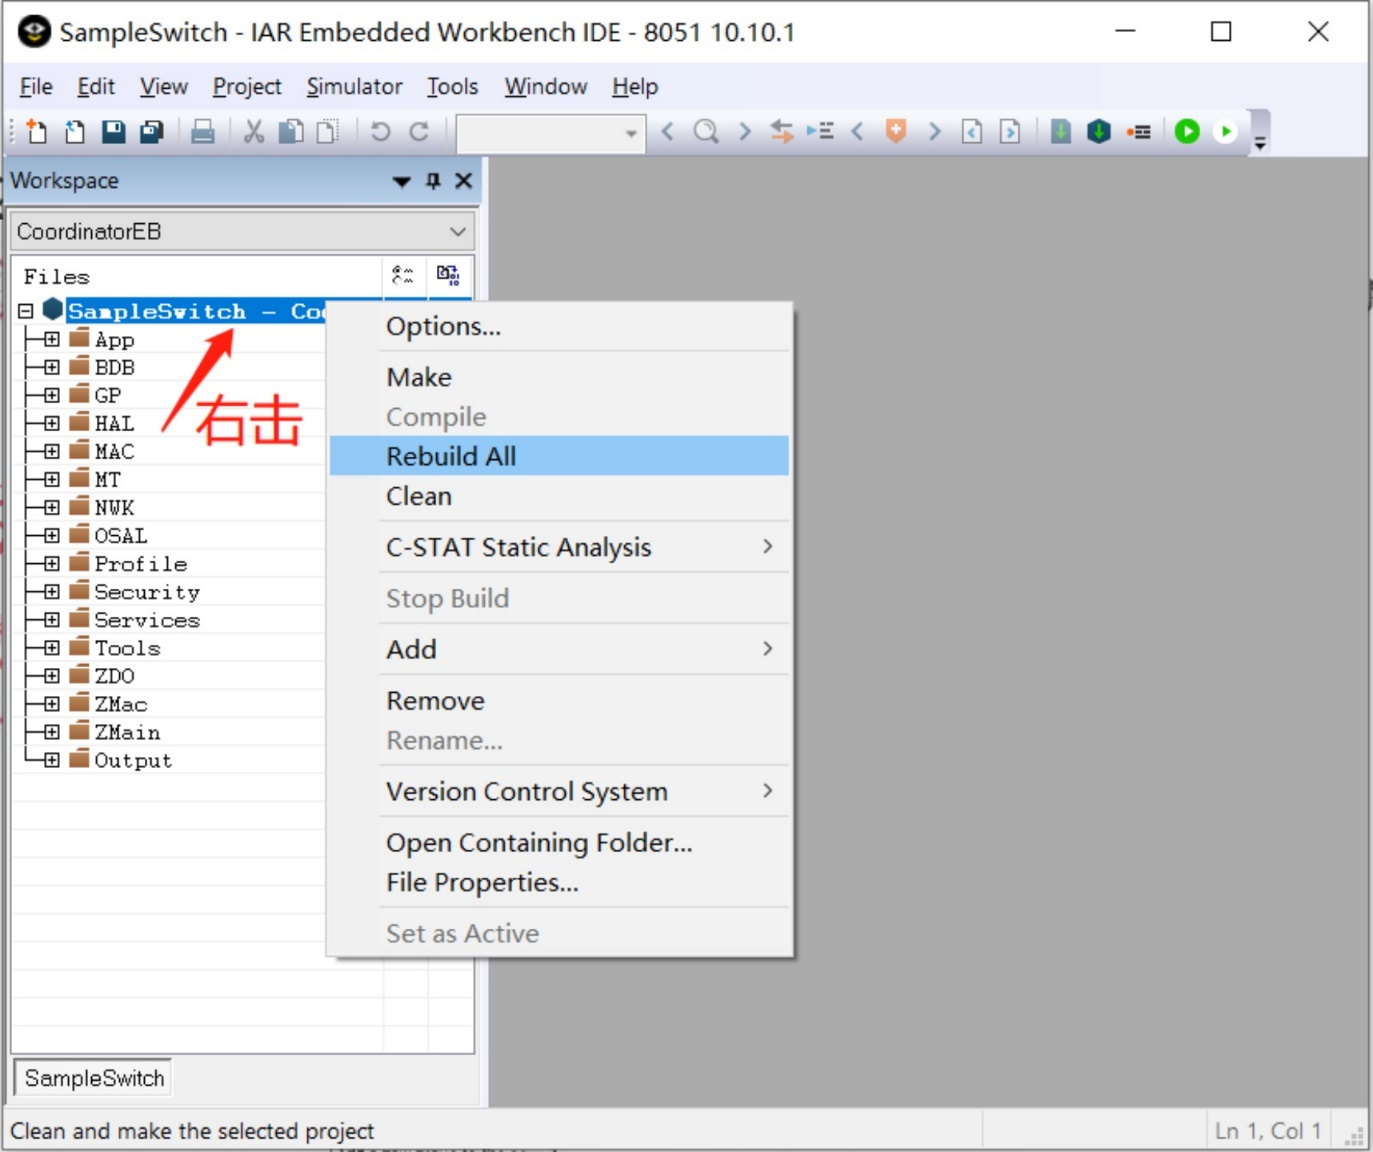 SampleSwitch - IAR Embedded Workbench IDE - 8051 10.10.1
File Edit View Project Simulator Tools Window Help
Workspace
CoordinatorEB
Files
SampleSwitch - Co
右击
App
BDB
GP
HAL
MAC
MT
NWK
OSAL
Profile
Security
Services
Tools
ZDO
ZMac
ZMain
Output
Options...
Make
Compile
Rebuild All
Clean
C-STAT Static Analysis
Stop Build
Add
Remove
Rename...
Version Control System
Open Containing Folder...
File Properties...
Set as Active
SampleSwitch
Clean and make the selected project
Ln 1, Col 1